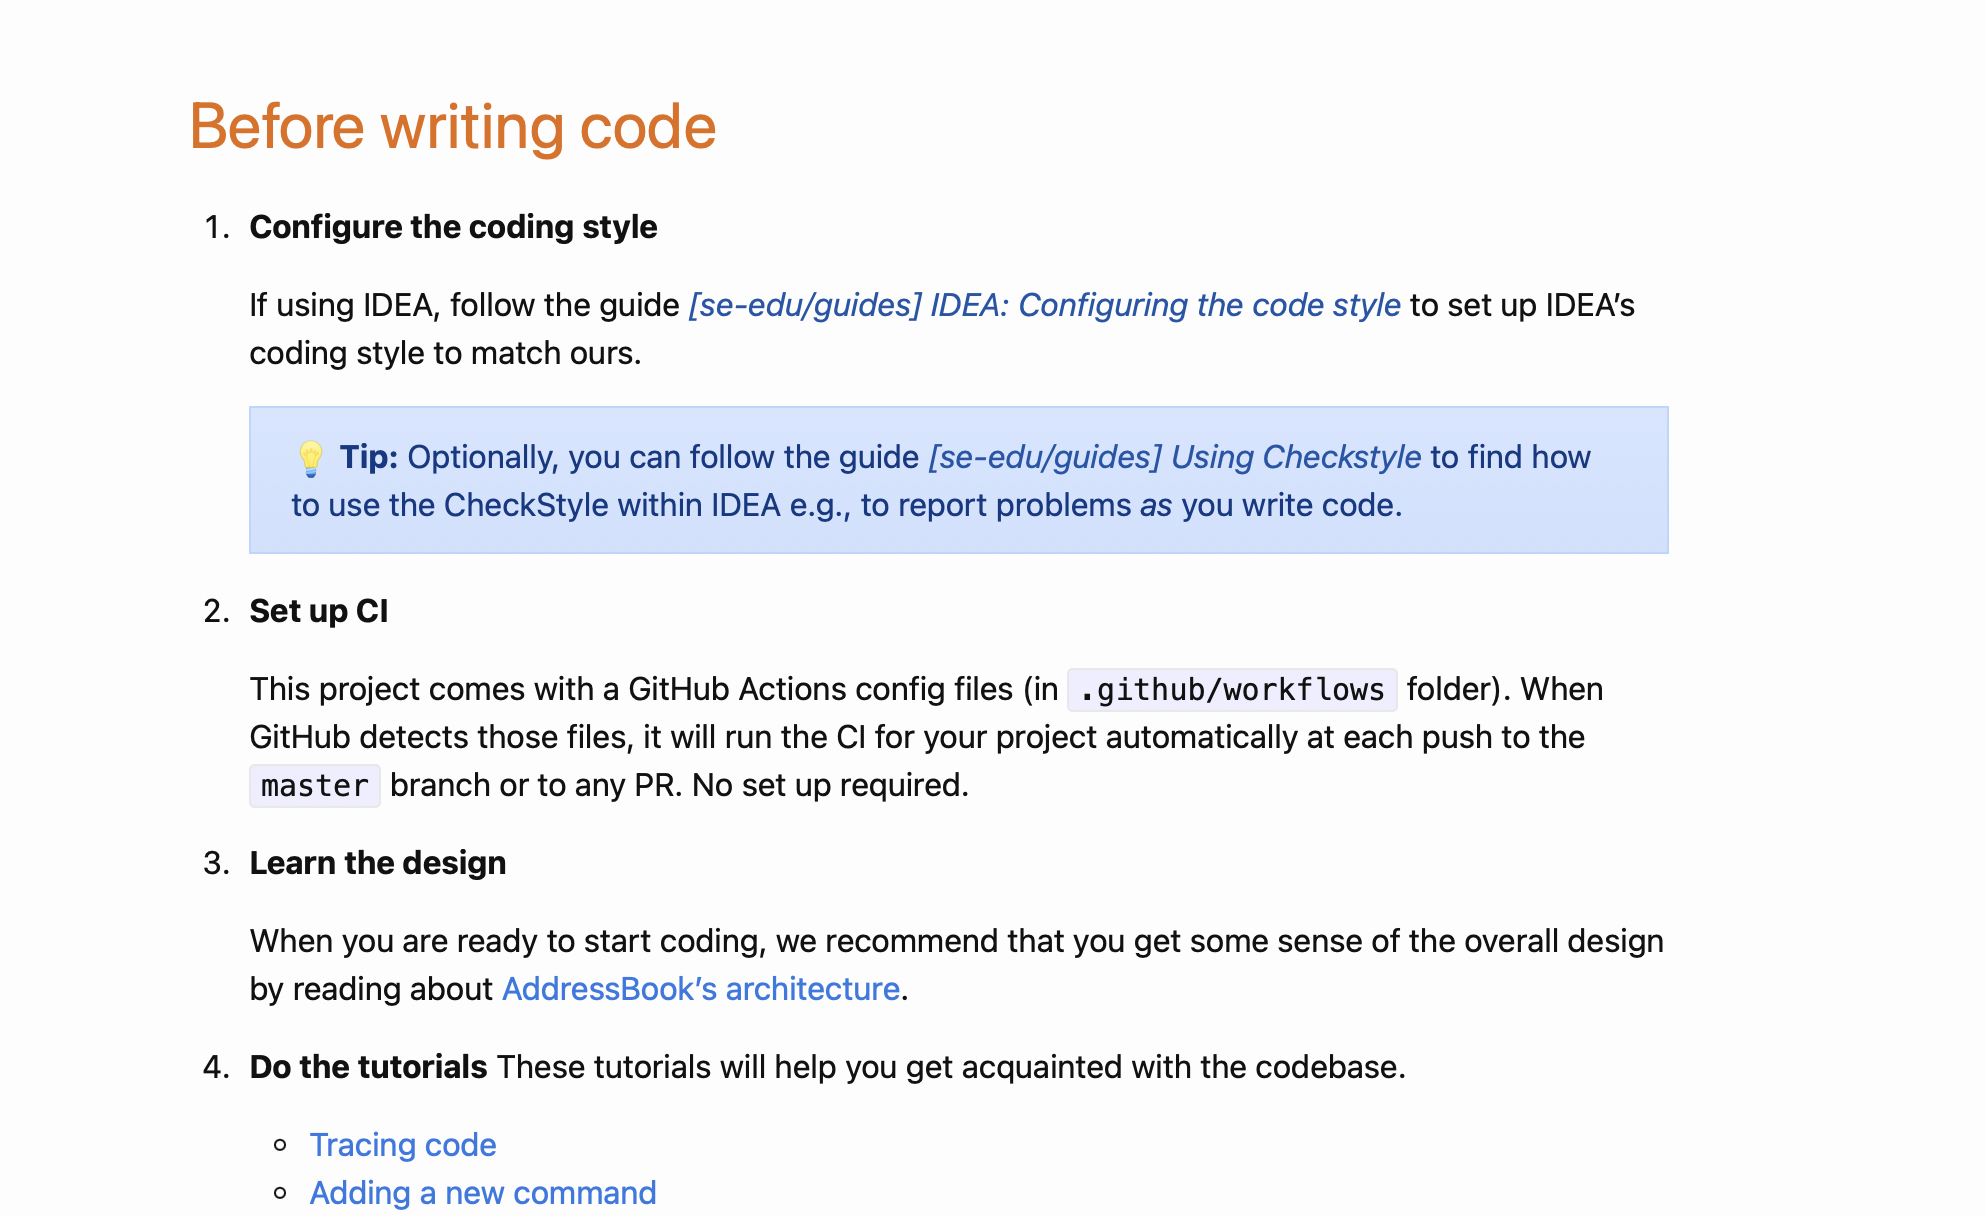 Before writing code
1. Configure the coding style
If using IDEA, follow the guide [se-edu/guides] IDEA: Configuring the code style to set up IDEA’s
coding style to match ours.
💡 Tip: Optionally, you can follow the guide [se-edu/guides] Using Checkstyle to find how
to use the CheckStyle within IDEA e.g., to report problems as you write code.
2. Set up CI
This project comes with a GitHub Actions config files (in .github/workflows folder). When
GitHub detects those files, it will run the CI for your project automatically at each push to the
master branch or to any PR. No set up required.
3. Learn the design
When you are ready to start coding, we recommend that you get some sense of the overall design
by reading about AddressBook’s architecture.
4. Do the tutorials These tutorials will help you get acquainted with the codebase.
Tracing code
Adding a new command